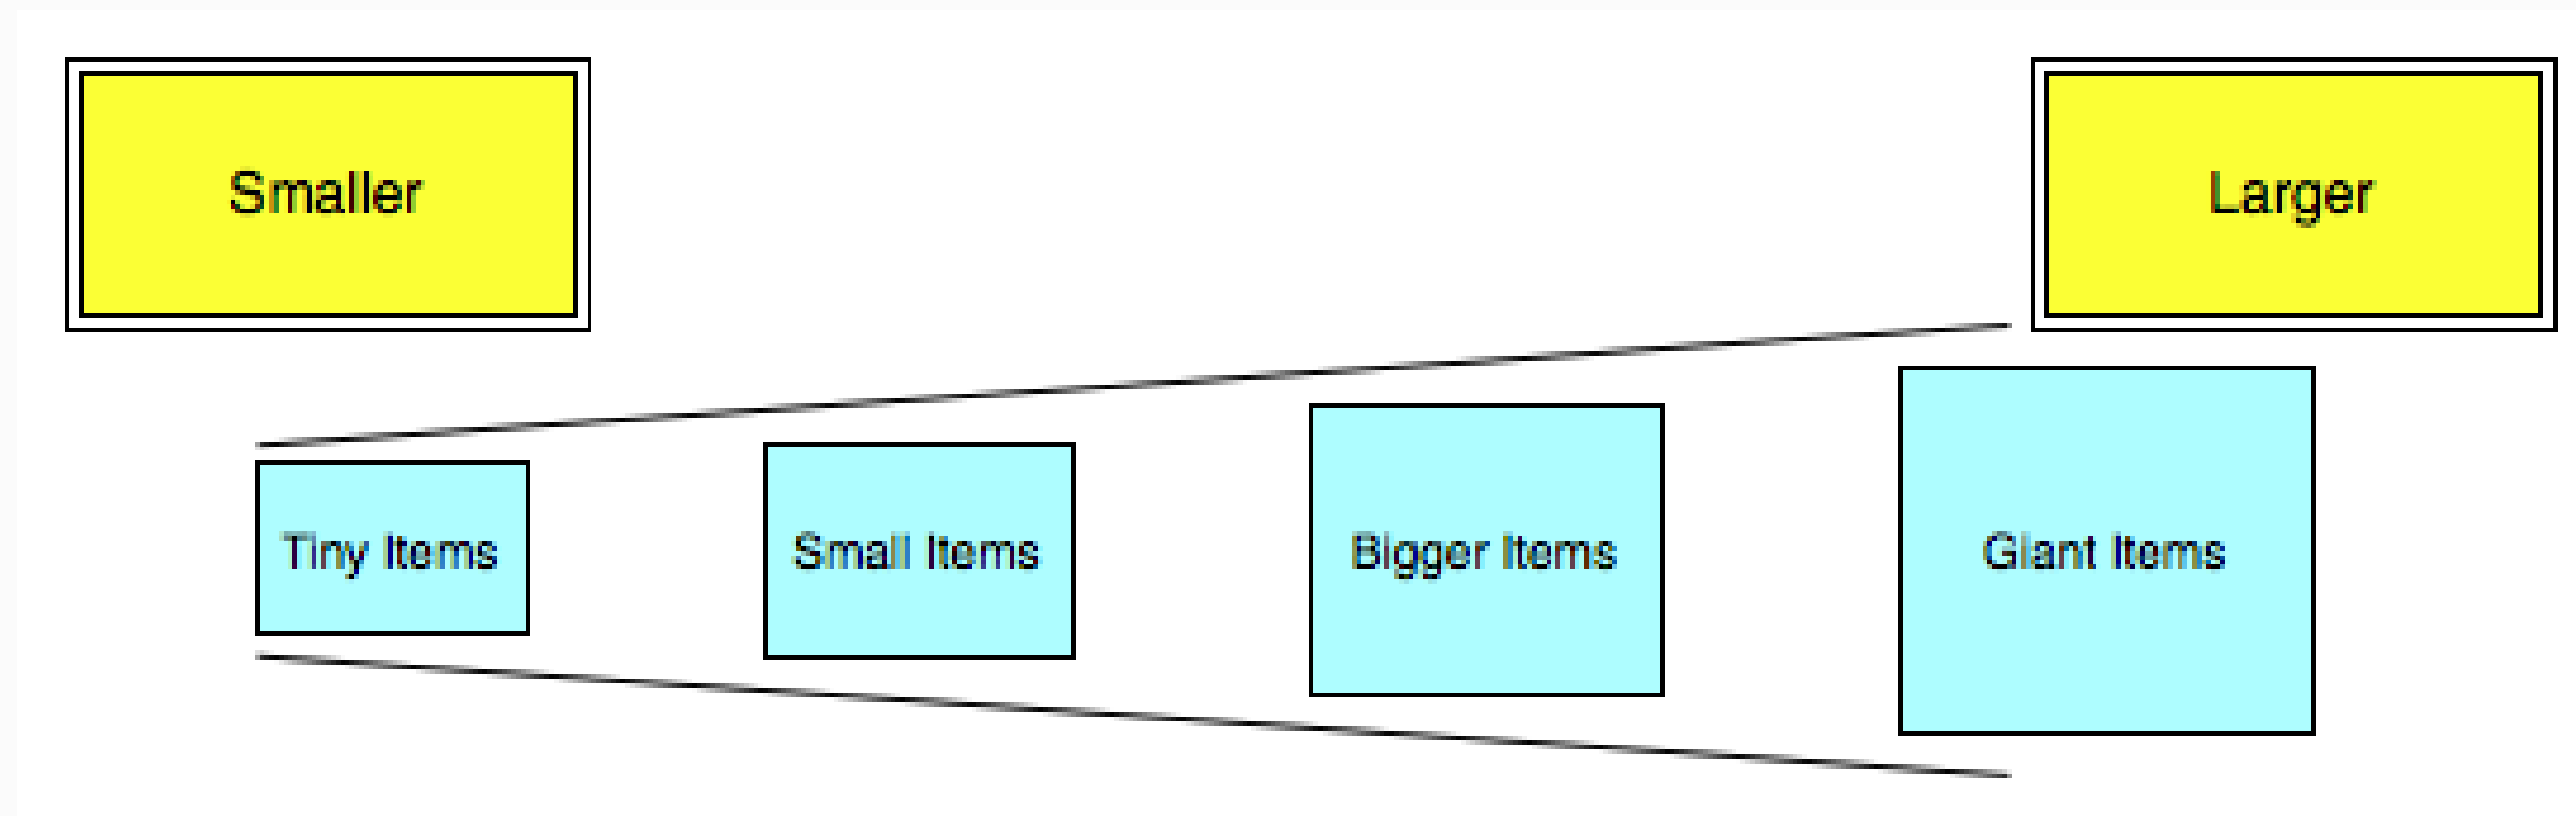 Smaller
Larger
Tiny Items
Small Items
Bigger Items
Giant Items